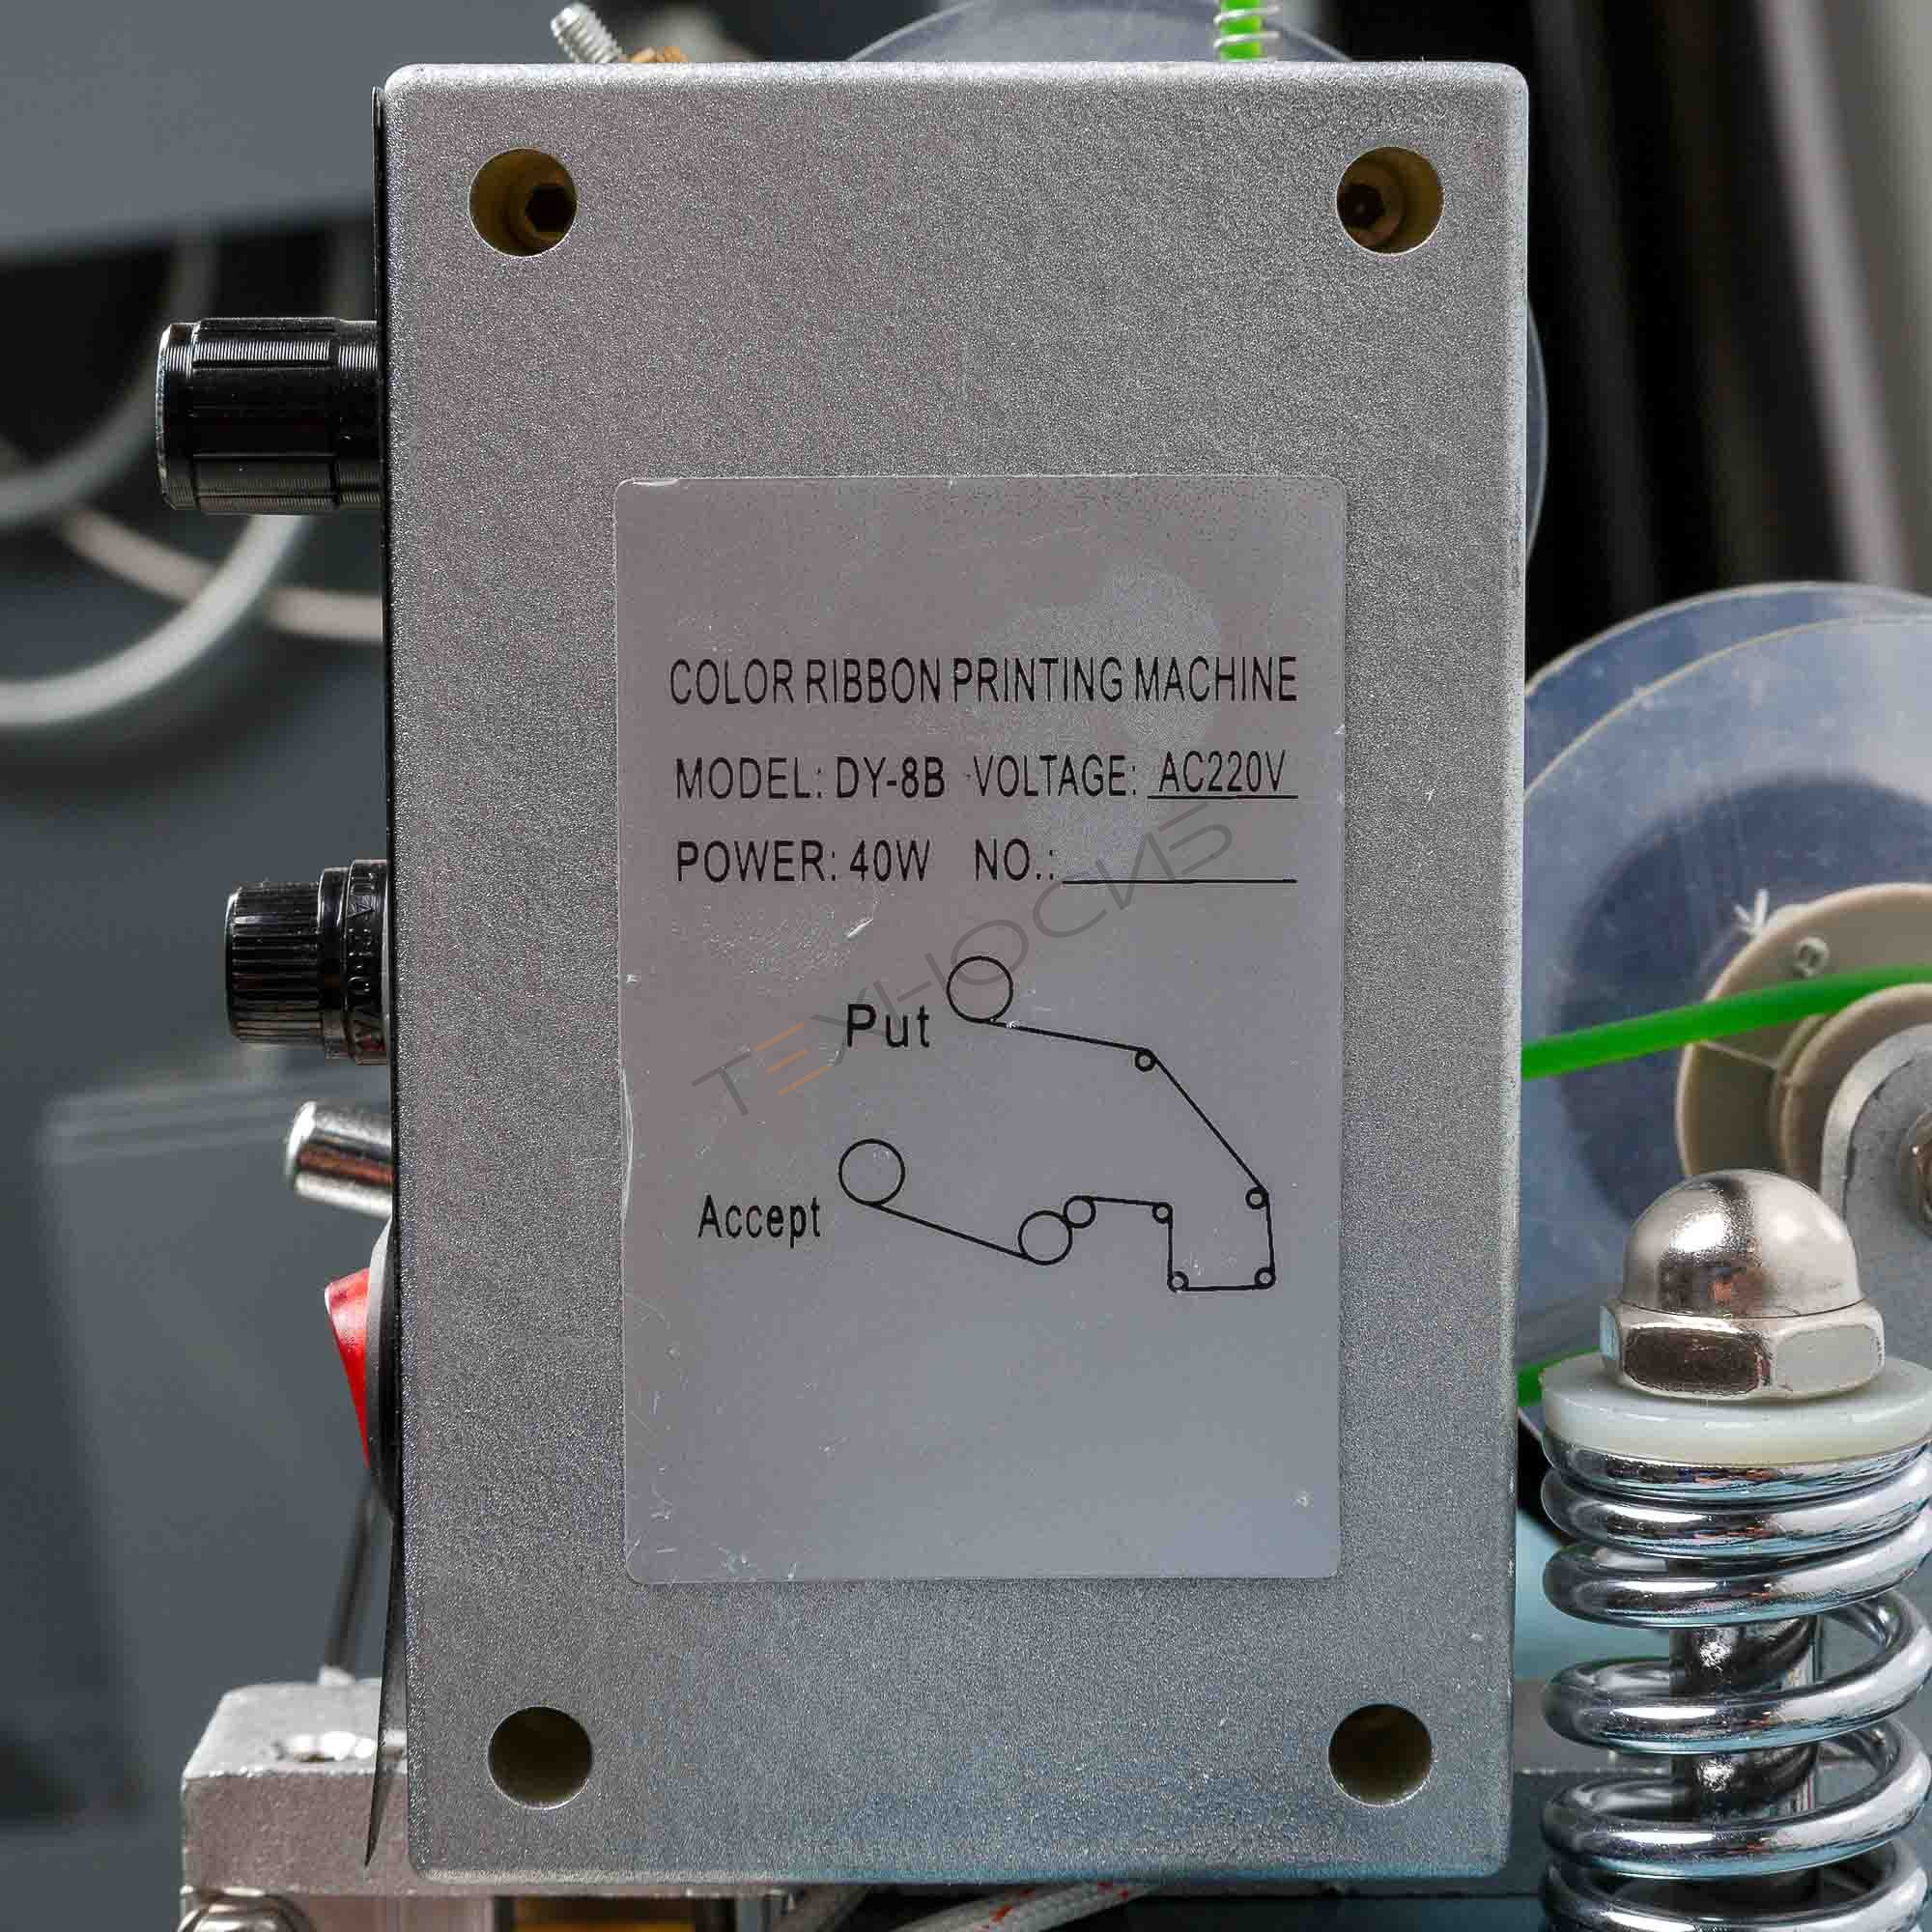 COLOR RIBBON PRINTING MACHINE
MODEL: DY-8B VOLTAGE: AC220V
POWER: 40W NO.:
ТЕХНОСИБ
Put
Accept